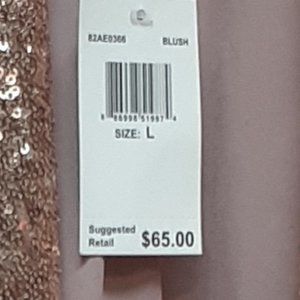 82AE0366 BLUSH
SIZE: L
Suggested
Retail $65.00